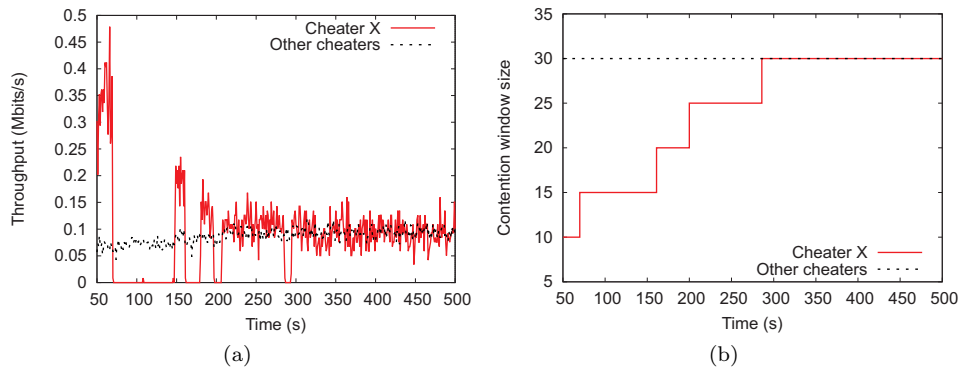 0.5
0.45
0.4
0.35
0.3
0.25
0.2
0.15
0.1
0.05
0
Throughput (Mbits/s)
Cheater X
Other cheaters
50 100 150 200 250 300 350 400 450 500
Time (s)
(a)
35
30
25
20
15
10
5
Contention window size
Cheater X
Other cheaters
50 100 150 200 250 300 350 400 450 500
Time (s)
(b)